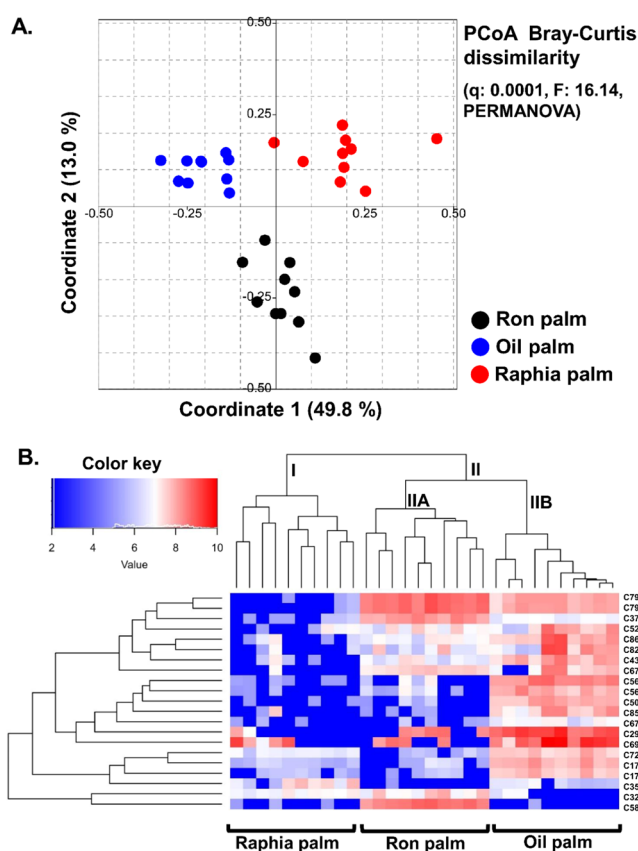 A.
PCoA Bray-Curtis
dissimilarity
(q: 0.0001, F: 16.14,
PERMANOVA)
0.50
0.25
-0.50
-0.25
0.25
0.50
-0.25
-0.50
Coordinate 2 (13.0 %)
Coordinate 1 (49.8 %)
Ron palm
Oil palm
Raphia palm
B.
Color key
2 4 6 8 10
Value
I
II
IIA
IIB
C79
C79
C37
C52
C86
C82
C43
C67
C56
C56
C50
C85
C67
C29
C69
C72
C17
C17
C35
C32
C58
Raphia palm Ron palm Oil palm